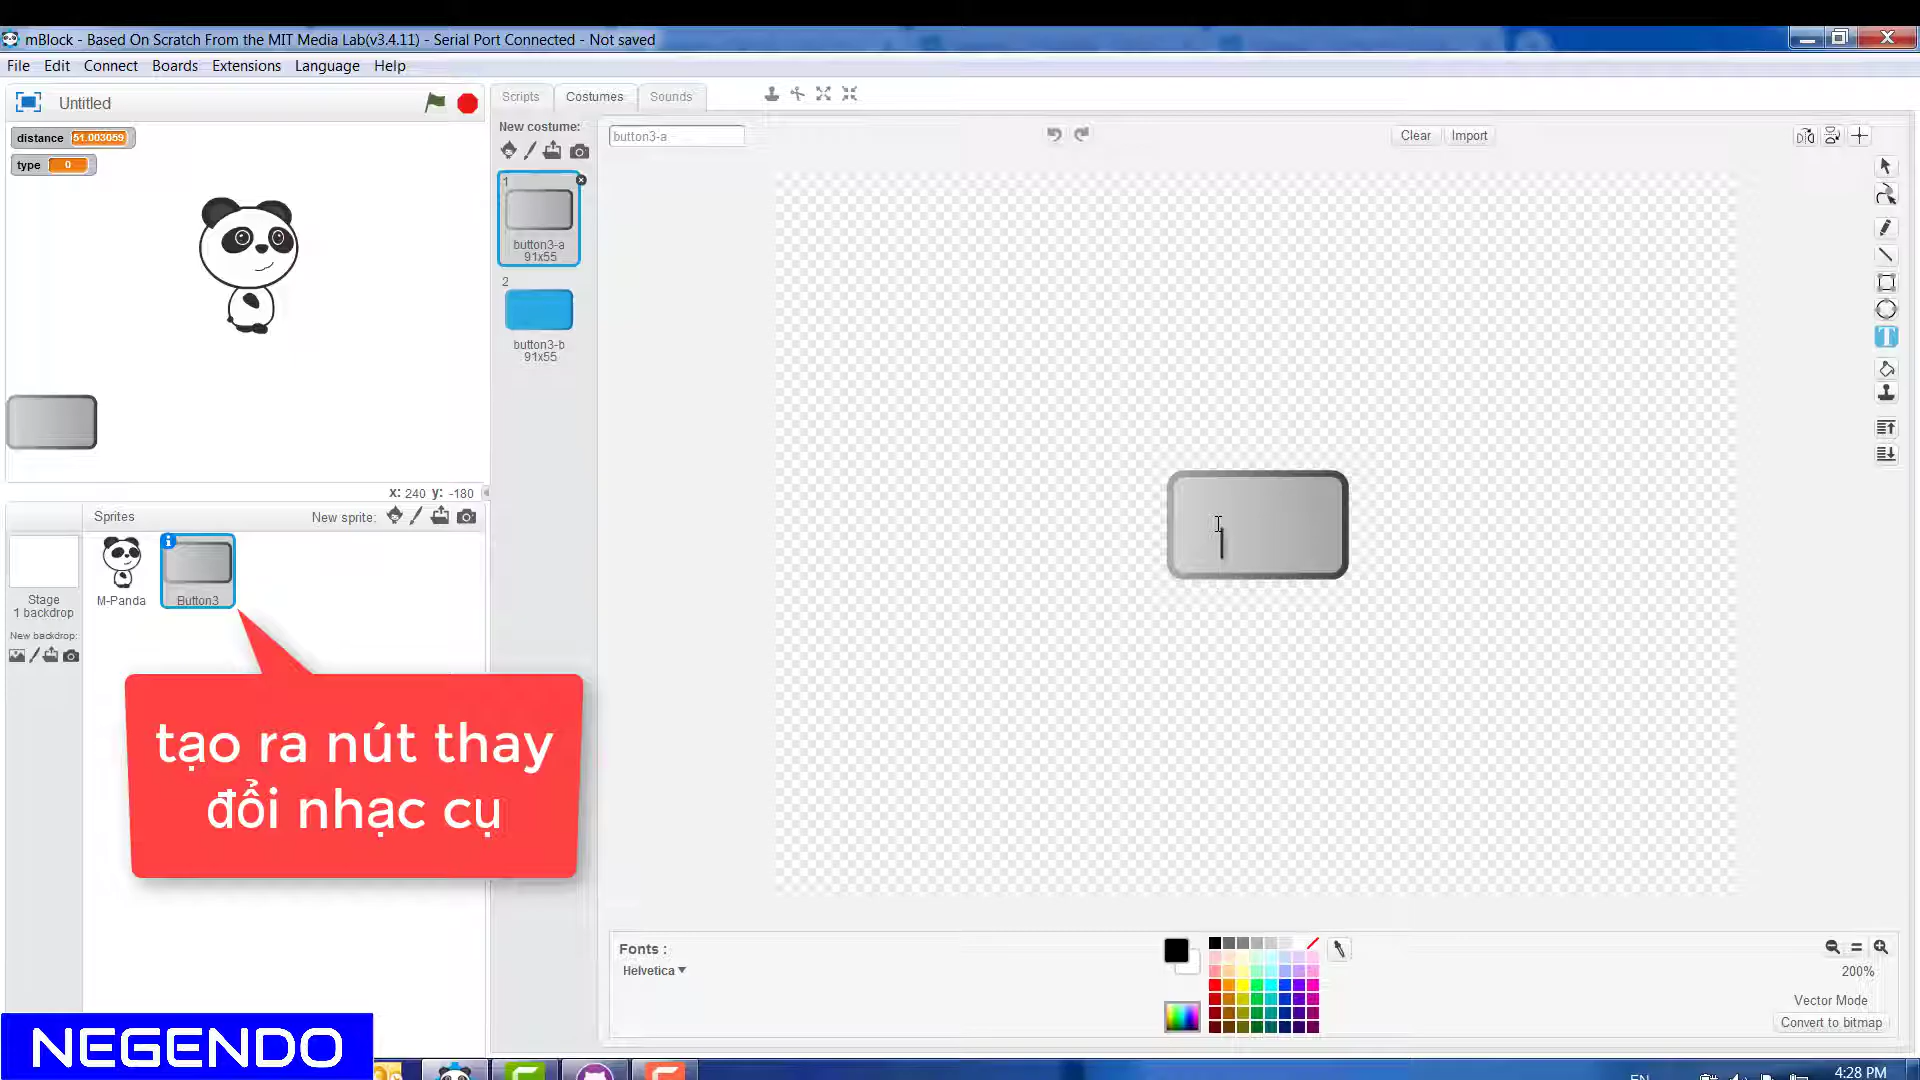 mBlock - Based On Scratch From the MIT Media Lab(v3.4.11) - Serial Port Connected - Not saved
File Edit Connect Boards Extensions Language Help
Untitled
Scripts Costumes Sounds
distance 51.003059
type 0
New costume:
button3-a
Clear Import
1
button3-a
91x55
2
button3-b
91x55
x: 240 y: -180
Sprites
New sprite:
Stage
1 backdrop
New backdrop:
M-Panda
Button3
tạo ra nút thay
đổi nhạc cụ
Fonts :
Helvetica
200%
Vector Mode
Convert to bitmap
NEGENDO
EN
4:28 PM